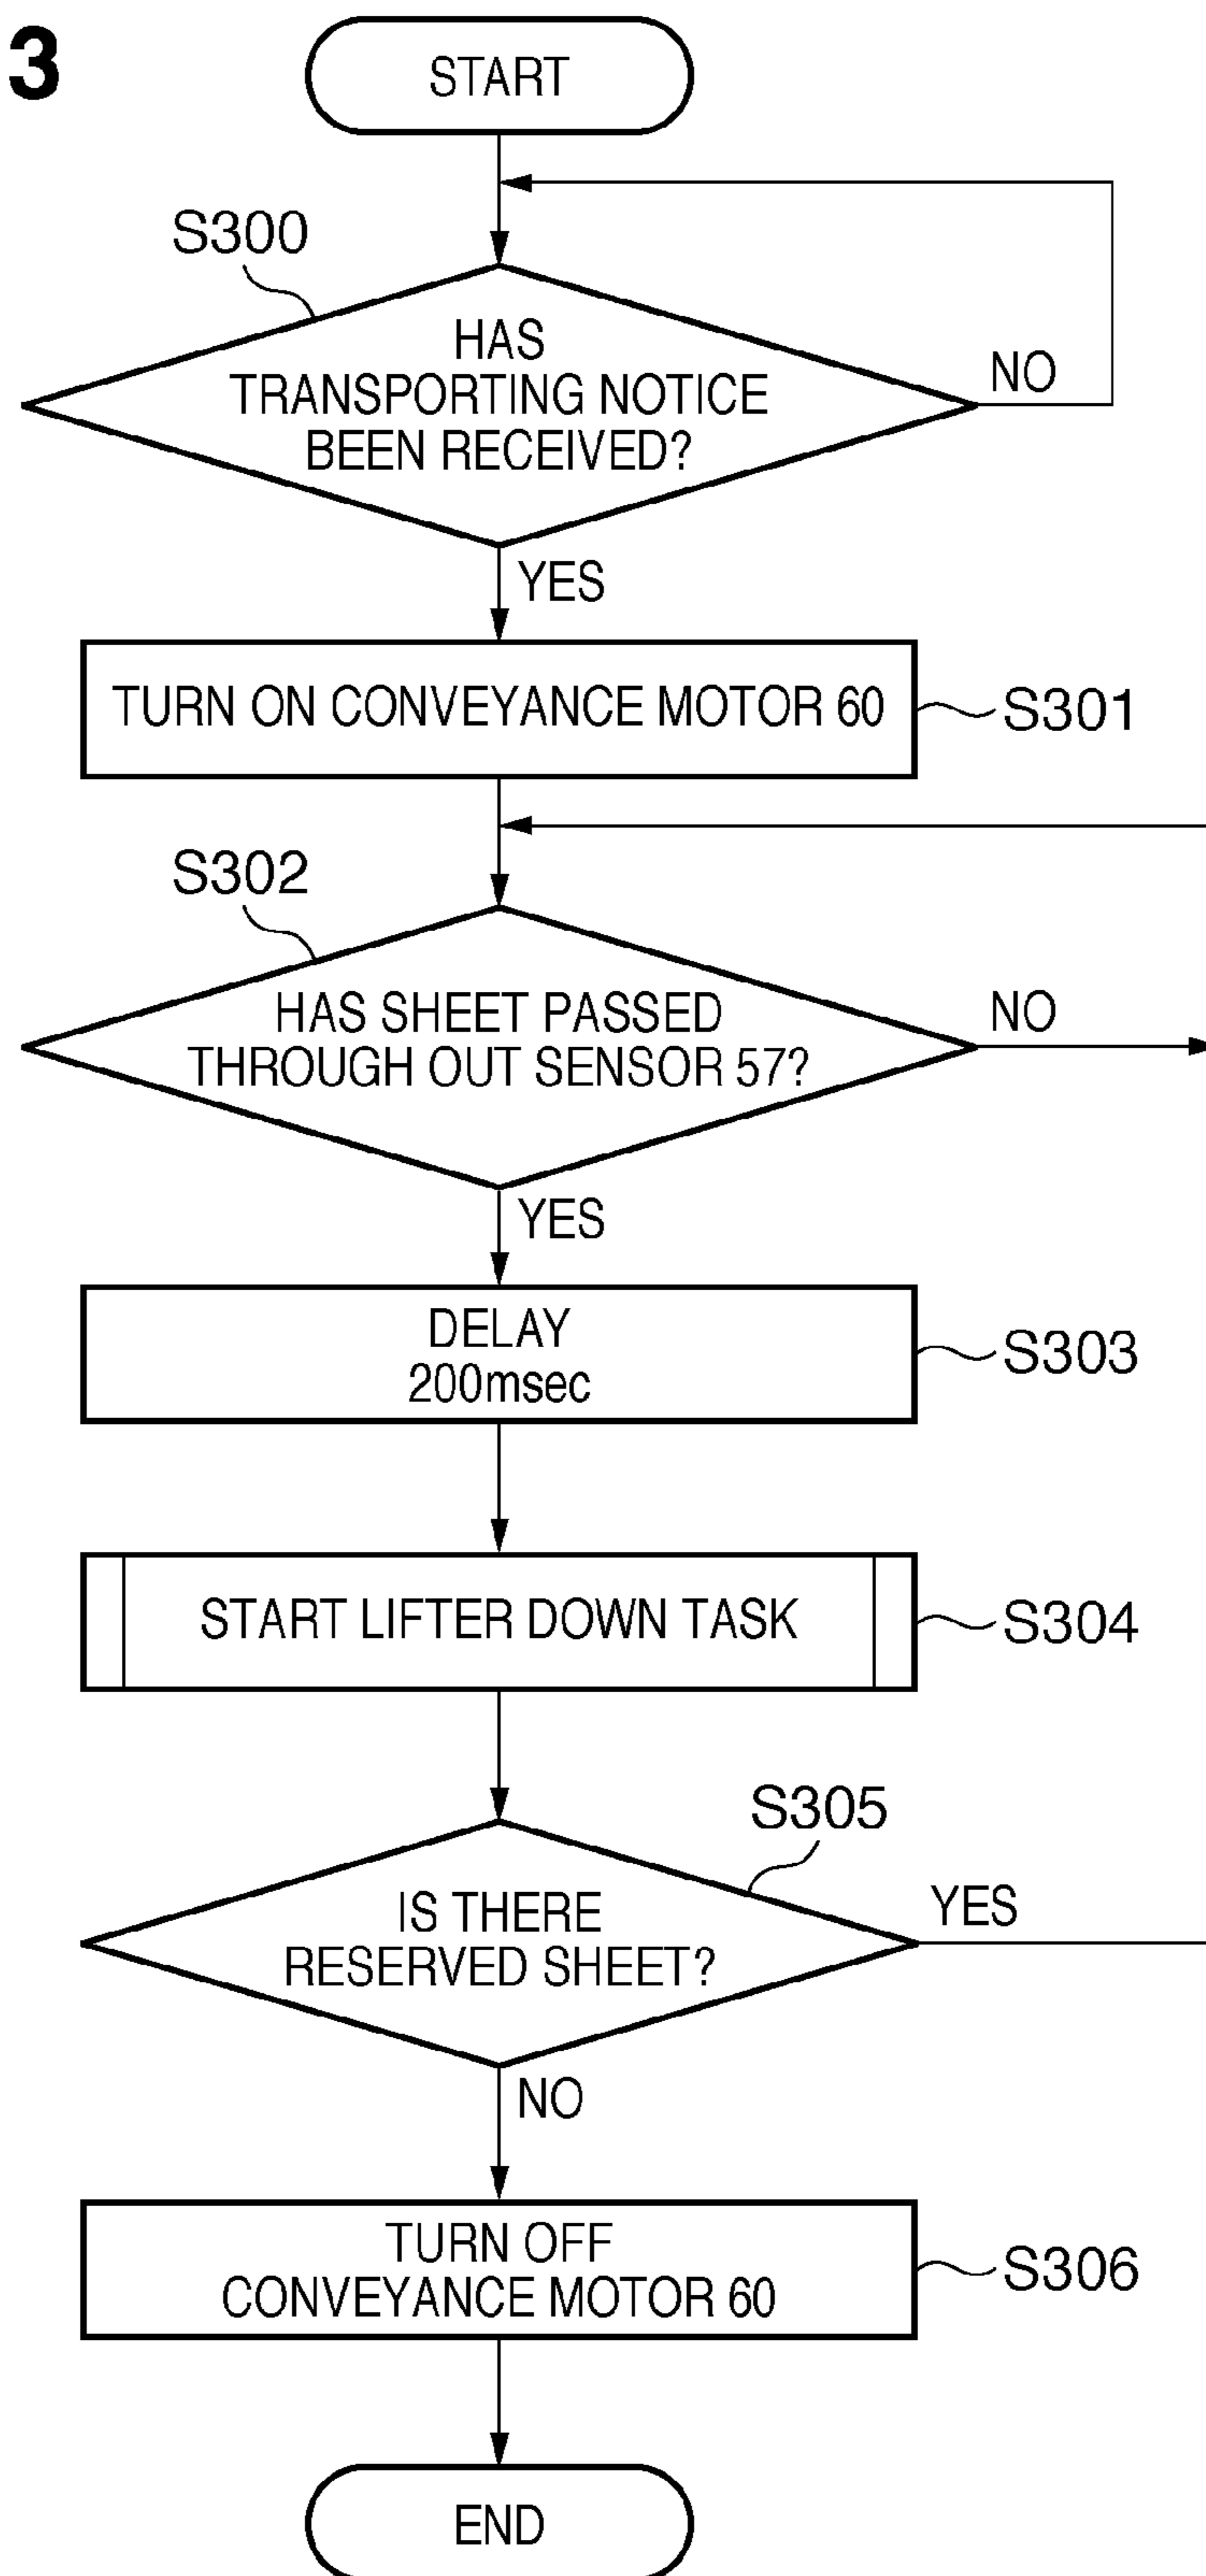 3
START
S300
HAS
TRANSPORTING NOTICE
BEEN RECEIVED?
NO
YES
TURN ON CONVEYANCE MOTOR 60
S301
S302
HAS SHEET PASSED
THROUGH OUT SENSOR 57?
NO
YES
DELAY
200msec
S303
START LIFTER DOWN TASK
S304
S305
IS THERE
RESERVED SHEET?
YES
NO
TURN OFF
CONVEYANCE MOTOR 60
S306
END